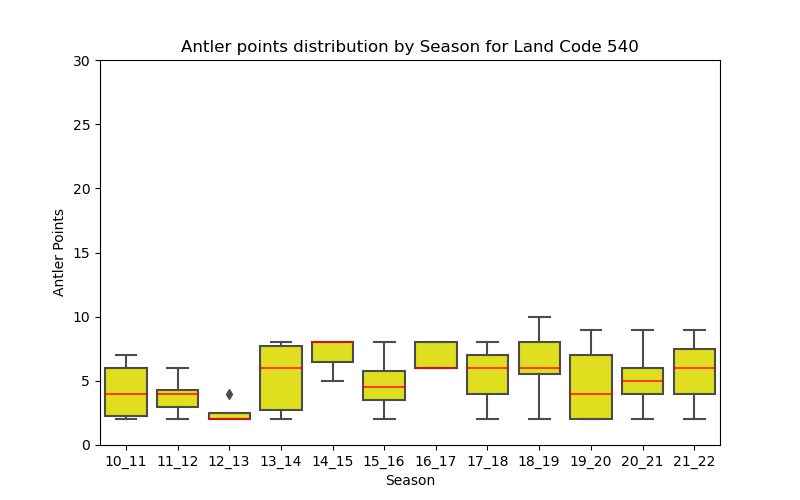 Antler points distribution by Season for Land Code 540
30
25
20
15
10
5
0
Antler Points
10_11 11_12 12_13 13_14 14_15 15_16 16_17 17_18 18_19 19_20 20_21 21_22
Season